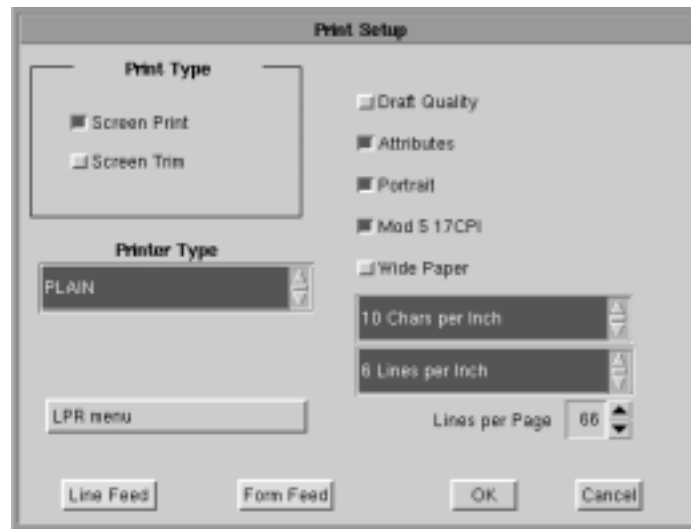 Print Setup
Print Type
Screen Print
Screen Trim
Printer Type
PLAIN
LPR menu
Draft Quality
Attributes
Portrait
Mod 5 17CPI
Wide Paper
10 Chars per Inch
6 Lines per Inch
Lines per Page 66
Line Feed Form Feed OK Cancel